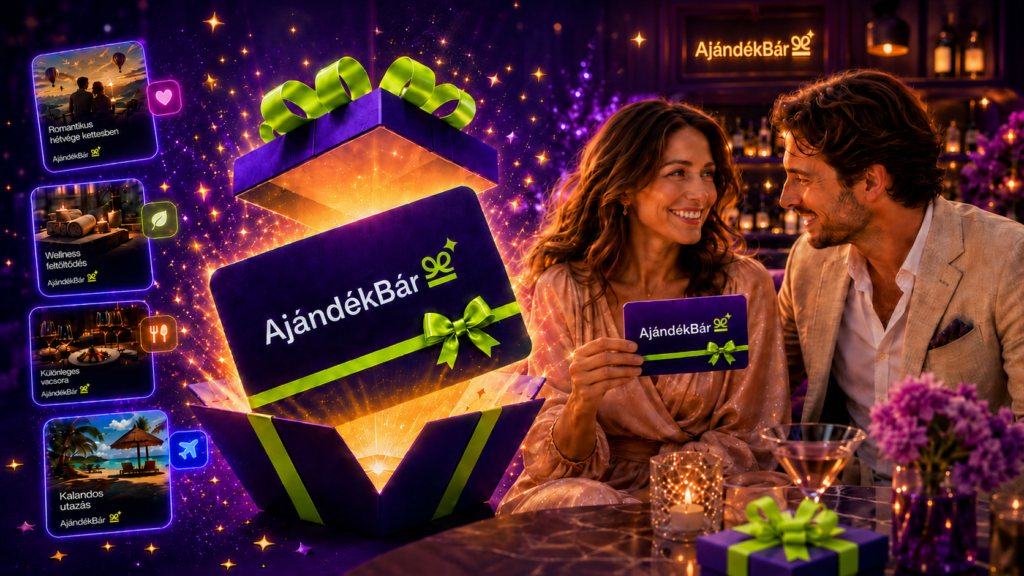 Romantikus
hétvége kettesben
AjándékBár
Wellness
feltöltődés
AjándékBár
Különleges
vacsora
AjándékBár
Kalandos
utazás
AjándékBár
AjándékBár
AjándékBár
AjándékBár